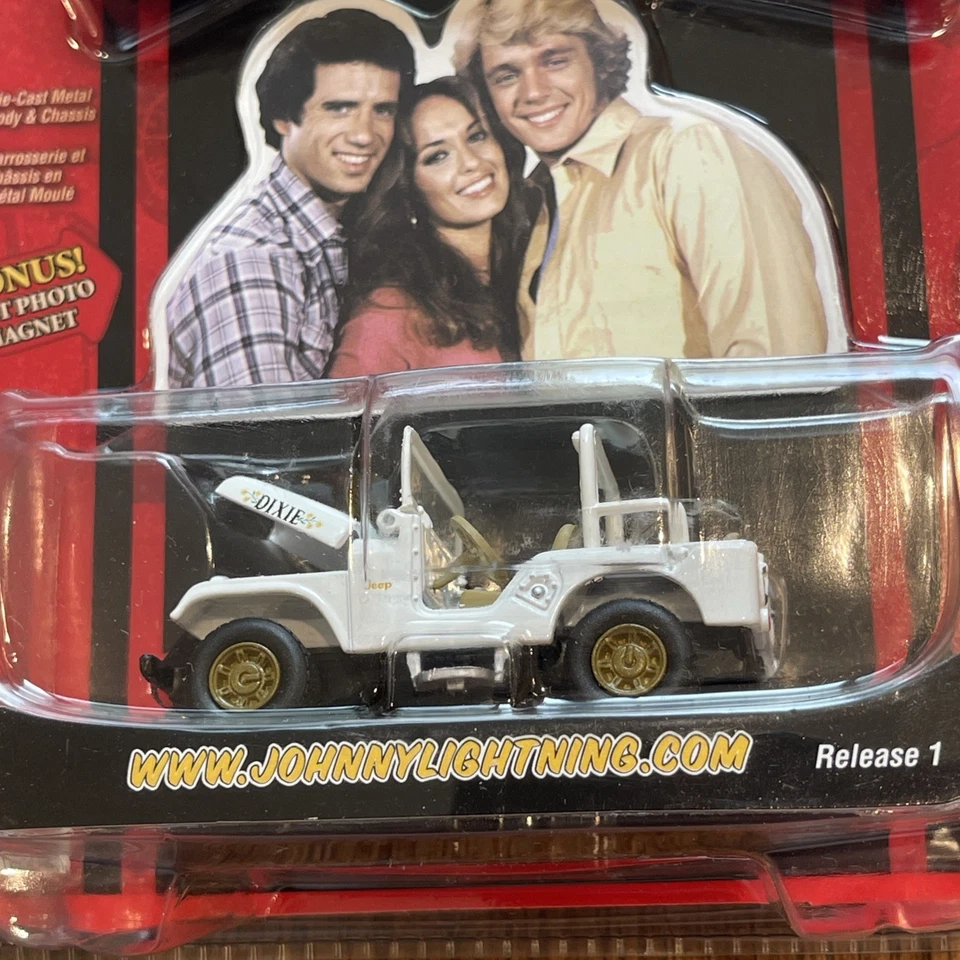 ie-Cast Metal
ody & Chassis
arrosserie et
hâssis en
étal Moulé
ONUS!
T PHOTO
AGNET
DIXIE
Jeep
WWW.JOHNNYLIGHTNING.COM
Release 1